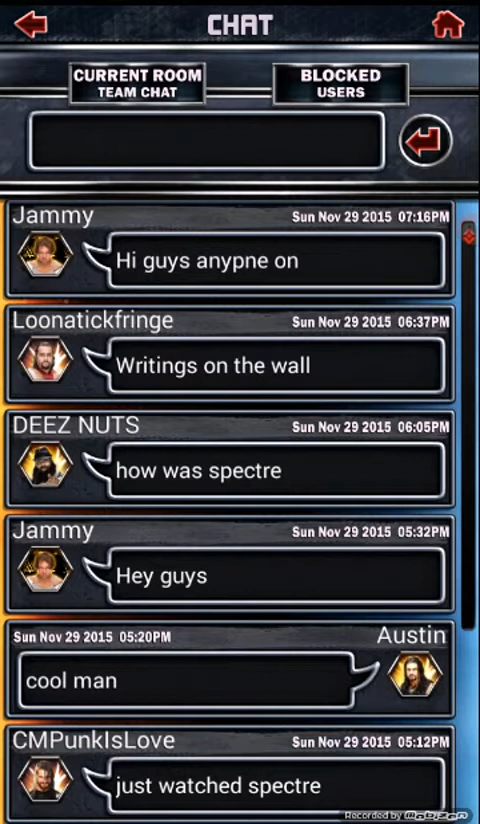 CHAT
CURRENT ROOM
TEAM CHAT
BLOCKED
USERS
Jammy
Sun Nov 29 2015 07:16PM
Hi guys anypne on
Loonatickfringe
Sun Nov 29 2015 06:37PM
Writings on the wall
DEEZ NUTS
Sun Nov 29 2015 06:05PM
how was spectre
Jammy
Sun Nov 29 2015 05:32PM
Hey guys
Sun Nov 29 2015 05:20PM
Austin
cool man
CMPunkIsLove
Sun Nov 29 2015 05:12PM
just watched spectre
Recorded by Mobizen